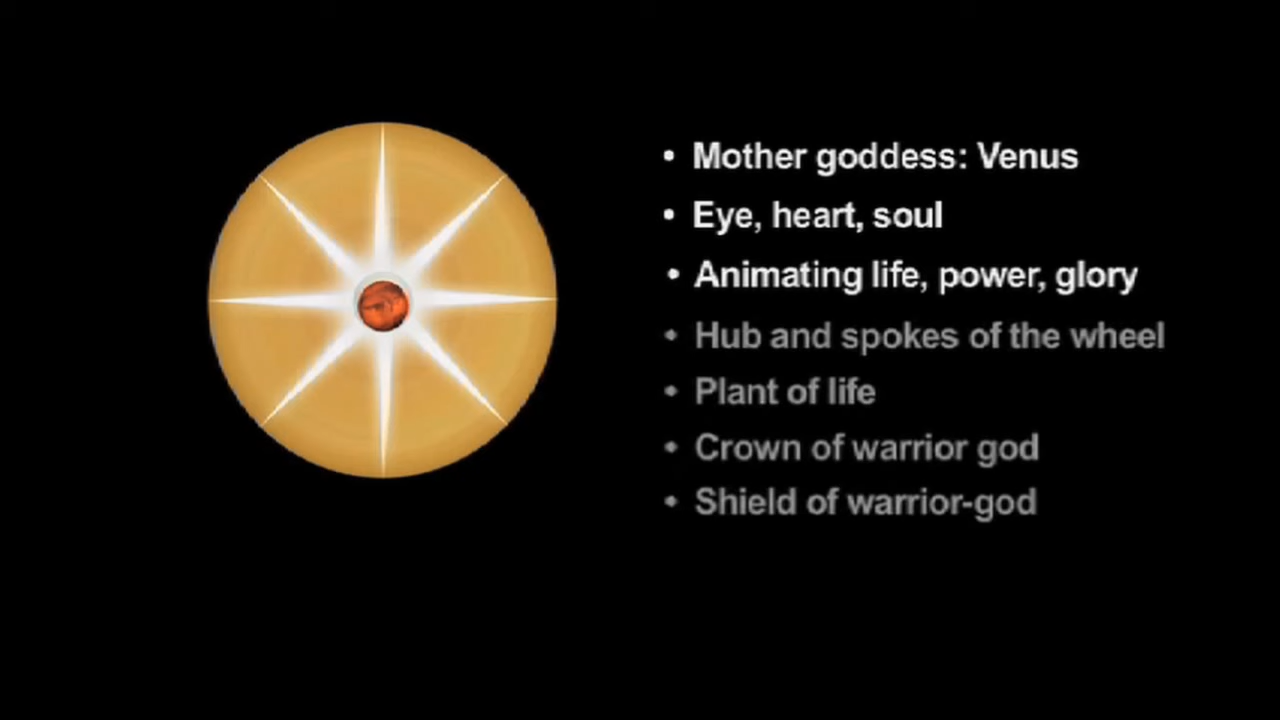 • Mother goddess: Venus
• Eye, heart, soul
• Animating life, power, glory
• Hub and spokes of the wheel
• Plant of life
• Crown of warrior god
• Shield of warrior-god